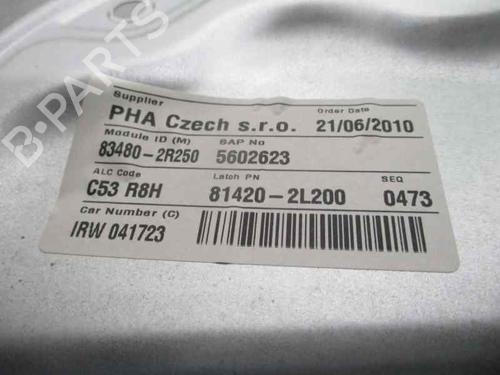 B-PARTS
Supplier
Order Date
PHA Czech s.r.o.
21/06/2010
Module ID (M)
SAP No
83480-2R250
5602623
ALC Code
Latch PN
SEQ
C53 R8H
81420-2L200
0473
Car Number (C)
IRW 041723